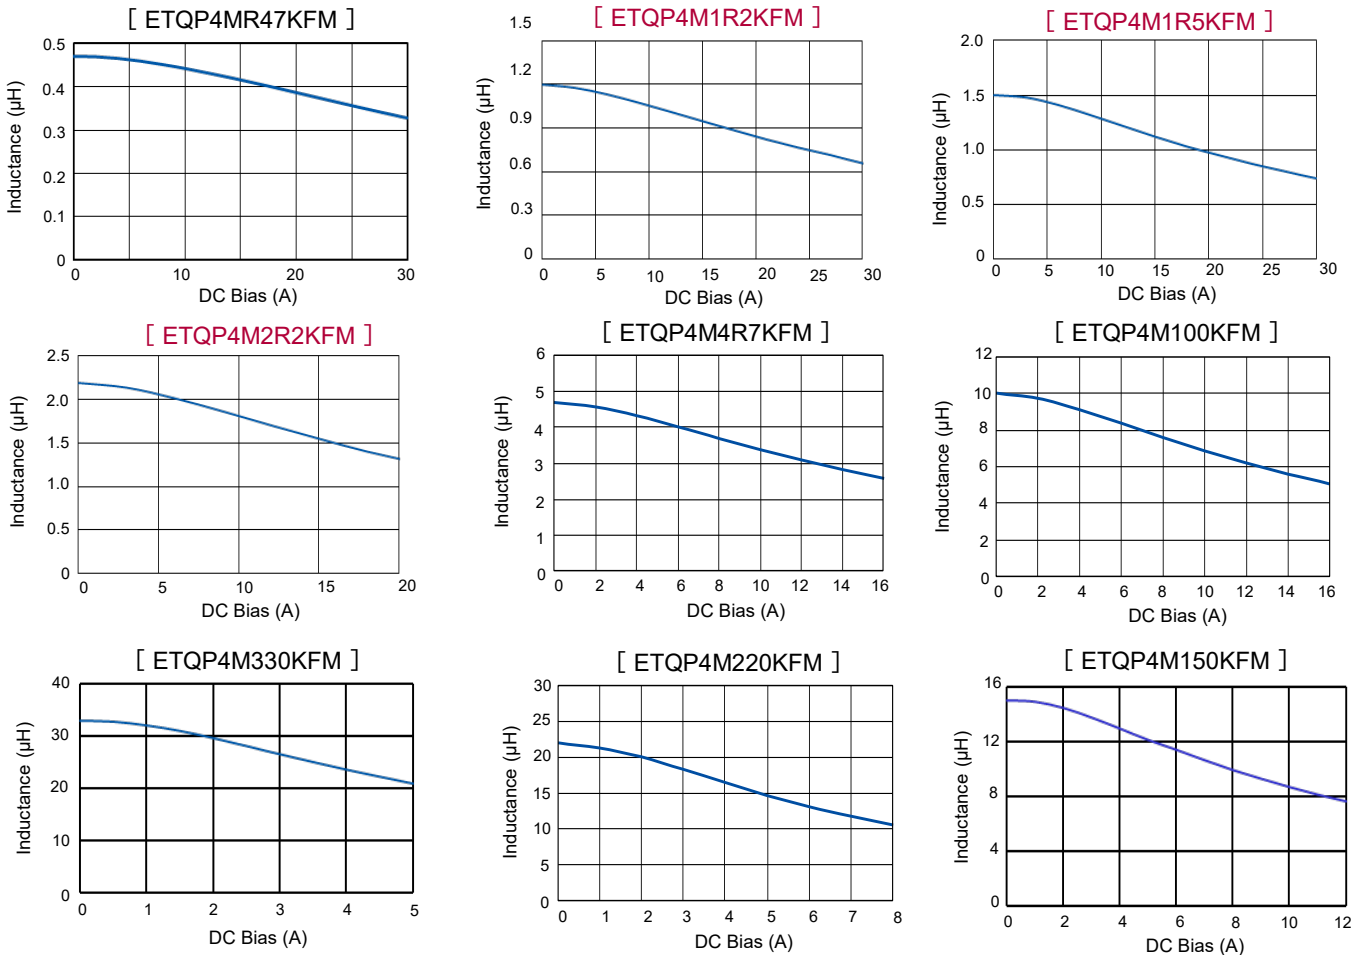 [ ETQP4MR47KFM ]
Inductance (µH)
0.5
0.4
0.3
0.2
0.1
0
0 10 20 30
DC Bias (A)
[ ETQP4M1R2KFM ]
Inductance (µH)
1.5
1.2
0.9
0.6
0.3
0
0 5 10 15 20 25 30
DC Bias (A)
[ ETQP4M1R5KFM ]
Inductance (µH)
2.0
1.5
1.0
0.5
0
0 5 10 15 20 25 30
DC Bias (A)
[ ETQP4M2R2KFM ]
Inductance (µH)
2.5
2.0
1.5
1.0
0.5
0
0 5 10 15 20
DC Bias (A)
[ ETQP4M4R7KFM ]
Inductance (µH)
6
5
4
3
2
1
0
0 2 4 6 8 10 12 14 16
DC Bias (A)
[ ETQP4M100KFM ]
Inductance (µH)
12
10
8
6
4
2
0
0 2 4 6 8 10 12 14 16
DC Bias (A)
[ ETQP4M330KFM ]
Inductance (µH)
40
30
20
10
0
0 1 2 3 4 5
DC Bias (A)
[ ETQP4M220KFM ]
Inductance (µH)
30
25
20
15
10
5
0
0 1 2 3 4 5 6 7 8
DC Bias (A)
[ ETQP4M150KFM ]
Inductance (µH)
16
12
8
4
0
0 2 4 6 8 10 12
DC Bias (A)